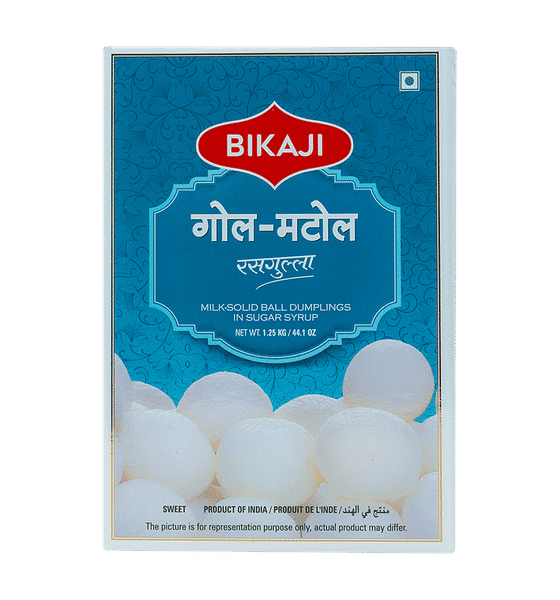 BIKAJI
गोल-मटोल
रसगुल्ला
MILK-SOLID BALL DUMPLINGS
IN SUGAR SYRUP
NET WT. 1.25 KG / 44.1 OZ
SWEET PRODUCT OF INDIA / PRODUIT DE L'INDE / منتج في الهند
The picture is for representation purpose only, actual product may differ.